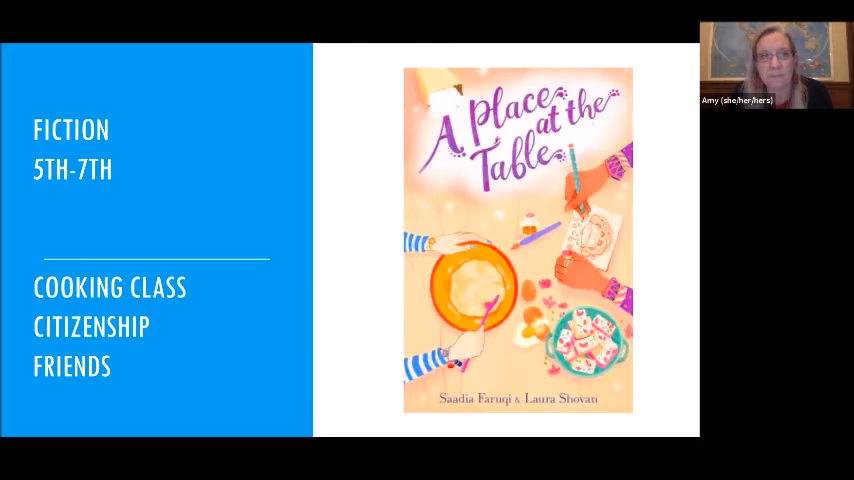 FICTION
5TH-7TH
COOKING CLASS
CITIZENSHIP
FRIENDS
A Place
at the
Table
Saadia Faruqi & Laura Shovan
Amy (she/her/hers)